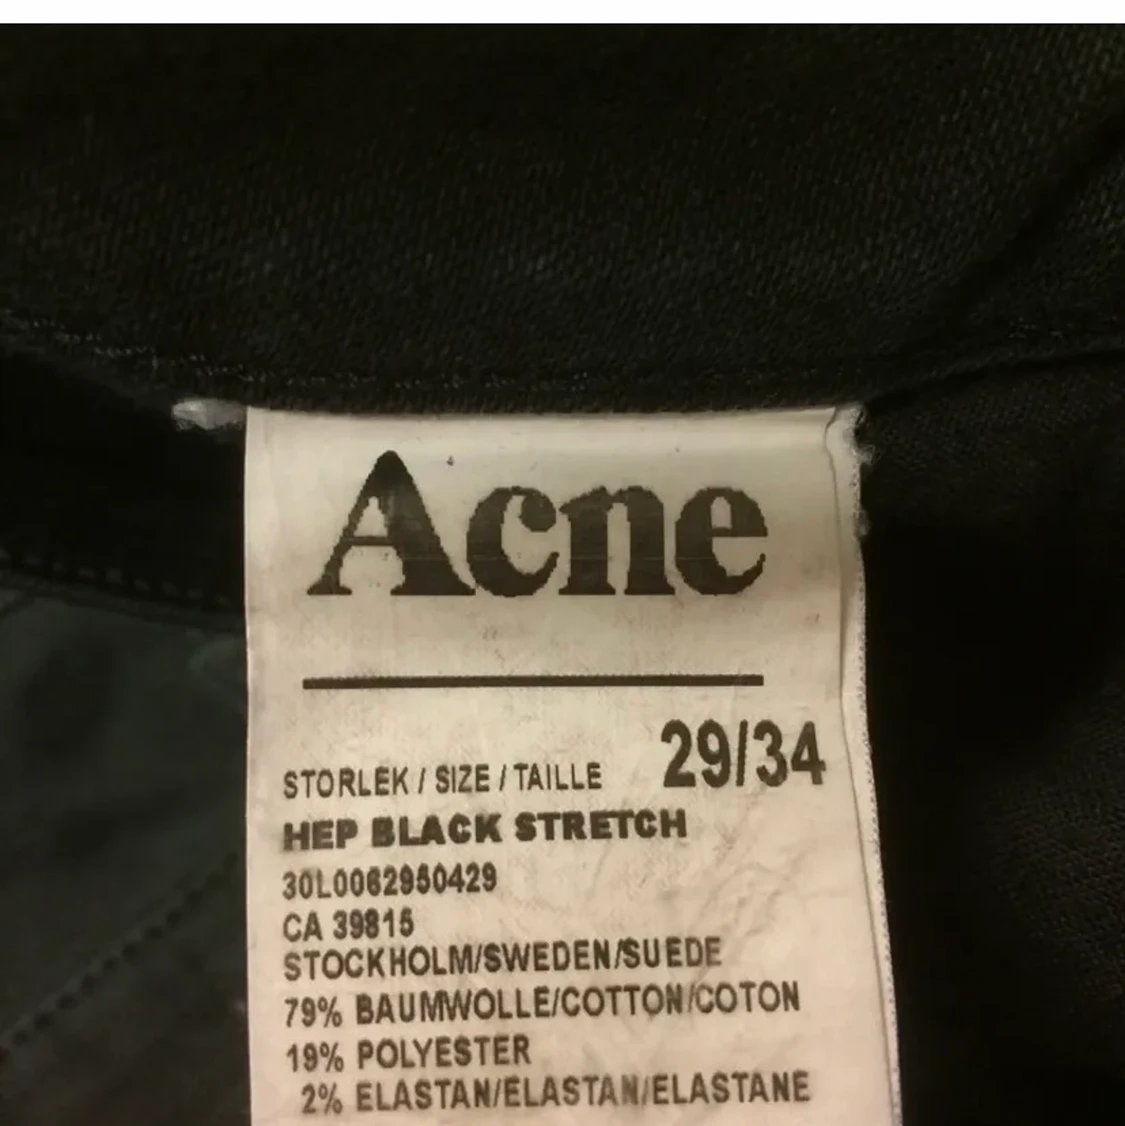 Acne
STORLEK / SIZE / TAILLE 29/34
HEP BLACK STRETCH
30L0062950429
CA 39815
STOCKHOLM/SWEDEN/SUEDE
79% BAUMWOLLE/COTTON/COTON
19% POLYESTER
2% ELASTAN/ELASTAN/ELASTANE